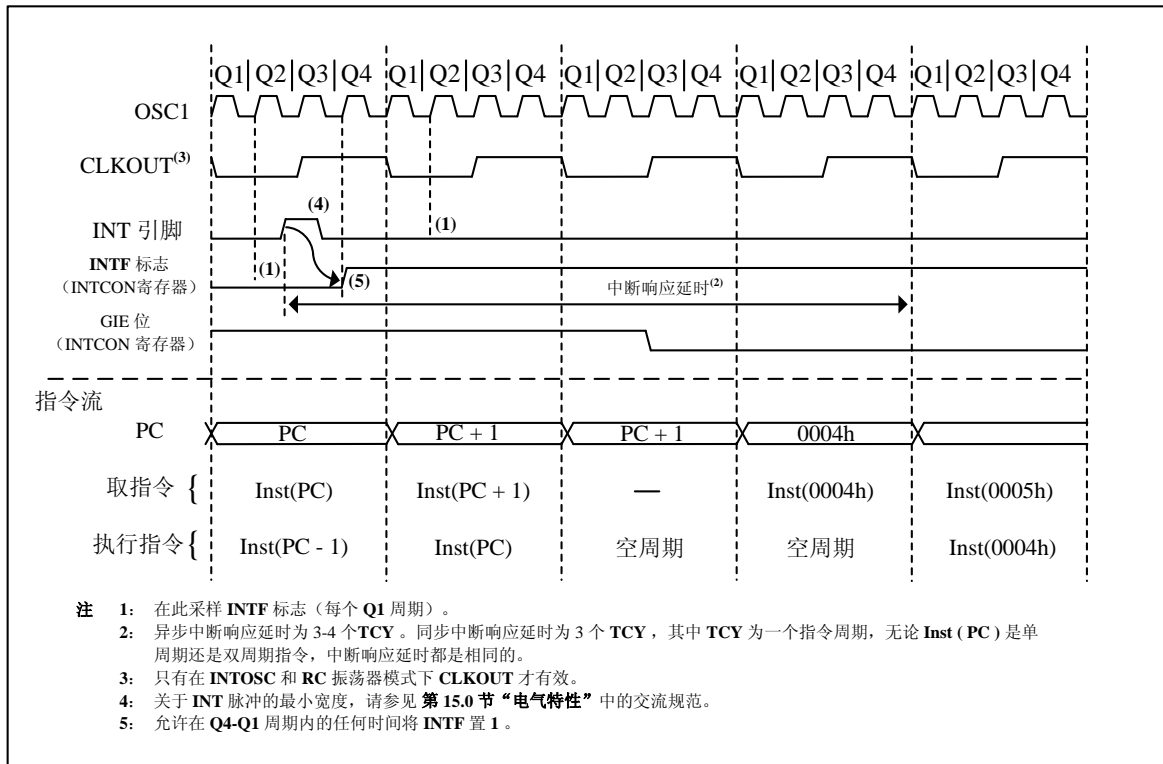 Q1|Q2|Q3|Q4 Q1|Q2|Q3|Q4 Q1|Q2|Q3|Q4 Q1|Q2|Q3|Q4 Q1|Q2|Q3|Q4
OSC1
CLKOUT(3)
(4)
INT 引脚
(1)
INTF 标志
(INTCON寄存器)
(1)
(5)
中断响应延时(2)
GIE 位
(INTCON 寄存器)
指令流
PC PC PC + 1 PC + 1 0004h
取指令 { Inst(PC) Inst(PC + 1) — Inst(0004h) Inst(0005h)
执行指令 { Inst(PC - 1) Inst(PC) 空周期 空周期 Inst(0004h)
注 1: 在此采样 INTF 标志（每个 Q1 周期）。
2: 异步中断响应延时为 3-4 个TCY 。同步中断响应延时为 3 个 TCY ，其中 TCY 为一个指令周期，无论 Inst ( PC ) 是单
周期还是双周期指令，中断响应延时都是相同的。
3: 只有在 INTOSC 和 RC 振荡器模式下 CLKOUT 才有效。
4: 关于 INT 脉冲的最小宽度，请参见 第 15.0 节“电气特性”中的交流规范。
5: 允许在 Q4-Q1 周期内的任何时间将 INTF 置 1 。